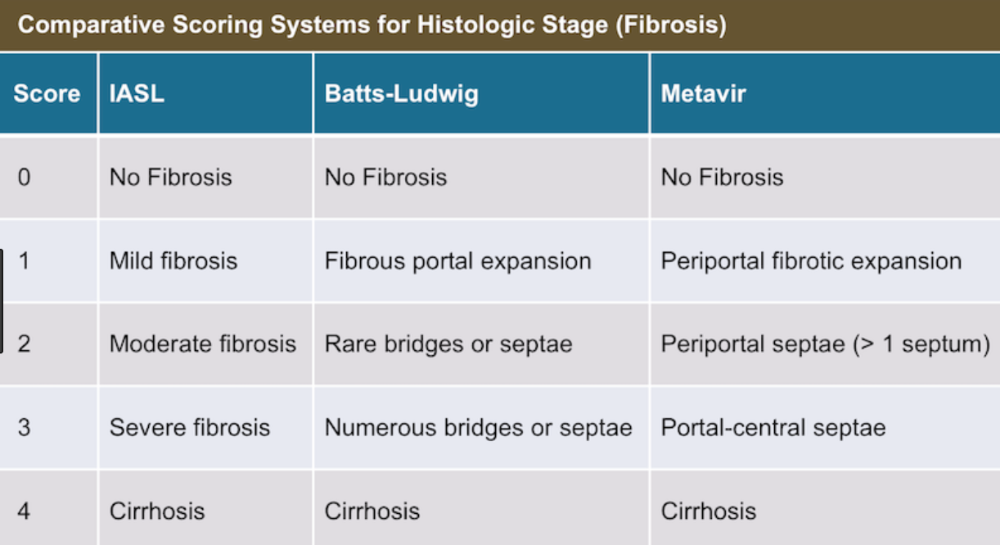 Comparative Scoring Systems for Histologic Stage (Fibrosis)
Score IASL Batts-Ludwig Metavir
0 No Fibrosis No Fibrosis No Fibrosis
1 Mild fibrosis Fibrous portal expansion Periportal fibrotic expansion
2 Moderate fibrosis Rare bridges or septae Periportal septae (> 1 septum)
3 Severe fibrosis Numerous bridges or septae Portal-central septae
4 Cirrhosis Cirrhosis Cirrhosis